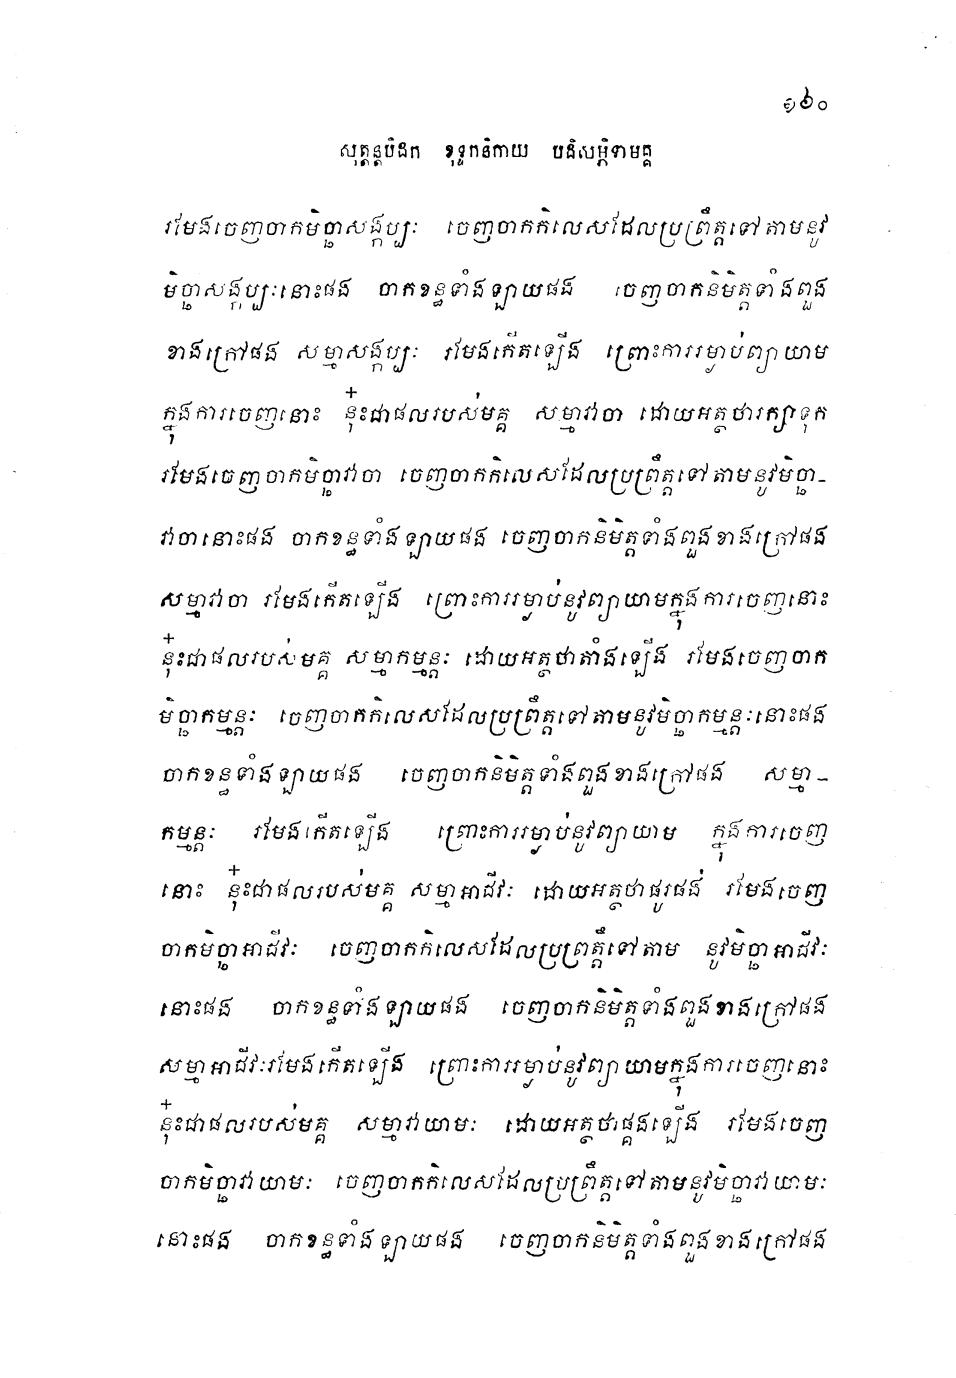 ១៦០
សុត្តន្តបិដក ខុទ្ទកនិកាយ បដិសម្ភិទាមគ្គ
រមែងចេញចាកមិច្ឆាសង្កប្បៈ ចេញចាកកិលេសដែលប្រព្រឹត្តទៅតាមនូវ
មិច្ឆាសង្កប្បៈនោះផង ចាកខន្ធទាំងឡាយផង ចេញចាកនិមិត្តទាំងពួង
ខាងក្រៅផង សម្មាសង្កប្បៈ រមែងកើតឡើង ព្រោះការរម្ងាប់ព្យាយាម
ក្នុងការចេញនោះ នុ៎ះជាផលរបស់មគ្គ សម្មាវាចា ដោយអត្ថថារក្សាទុក
រមែងចេញចាកមិច្ឆាវាចា ចេញចាកកិលេសដែលប្រព្រឹត្តទៅតាមនូវមិច្ឆា-
វាចានោះផង ចាកខន្ធទាំងឡាយផង ចេញចាកនិមិត្តទាំងពួងខាងក្រៅផង
សម្មាវាចា រមែងកើតឡើង ព្រោះការរម្ងាប់នូវព្យាយាមក្នុងការចេញនោះ
នុ៎ះជាផលរបស់មគ្គ សម្មាកម្មន្តៈ ដោយអត្ថថាតាំងឡើង រមែងចេញចាក
មិច្ឆាកម្មន្តៈ ចេញចាកកិលេសដែលប្រព្រឹត្តទៅតាមនូវមិច្ឆាកម្មន្តៈនោះផង
ចាកខន្ធទាំងឡាយផង ចេញចាកនិមិត្តទាំងពួងខាងក្រៅផង សម្មា-
កម្មន្តៈ រមែងកើតឡើង ព្រោះការរម្ងាប់នូវព្យាយាម ក្នុងការចេញ
នោះ នុ៎ះជាផលរបស់មគ្គ សម្មាអាជីវៈ ដោយអត្ថថាផូរផង់ រមែងចេញ
ចាកមិច្ឆាអាជីវៈ ចេញចាកកិលេសដែលប្រព្រឹត្តទៅតាម នូវមិច្ឆាអាជីវៈ
នោះផង ចាកខន្ធទាំងឡាយផង ចេញចាកនិមិត្តទាំងពួងខាងក្រៅផង
សម្មាអាជីវៈរមែងកើតឡើង ព្រោះការរម្ងាប់នូវព្យាយាមក្នុងការចេញនោះ
នុ៎ះជាផលរបស់មគ្គ សម្មាវាយាមៈ ដោយអត្ថថាផ្គងឡើង រមែងចេញ
ចាកមិច្ឆាវាយាមៈ ចេញចាកកិលេសដែលប្រព្រឹត្តទៅតាមនូវមិច្ឆាវាយាមៈ
នោះផង ចាកខន្ធទាំងឡាយផង ចេញចាកនិមិត្តទាំងពួងខាងក្រៅផង